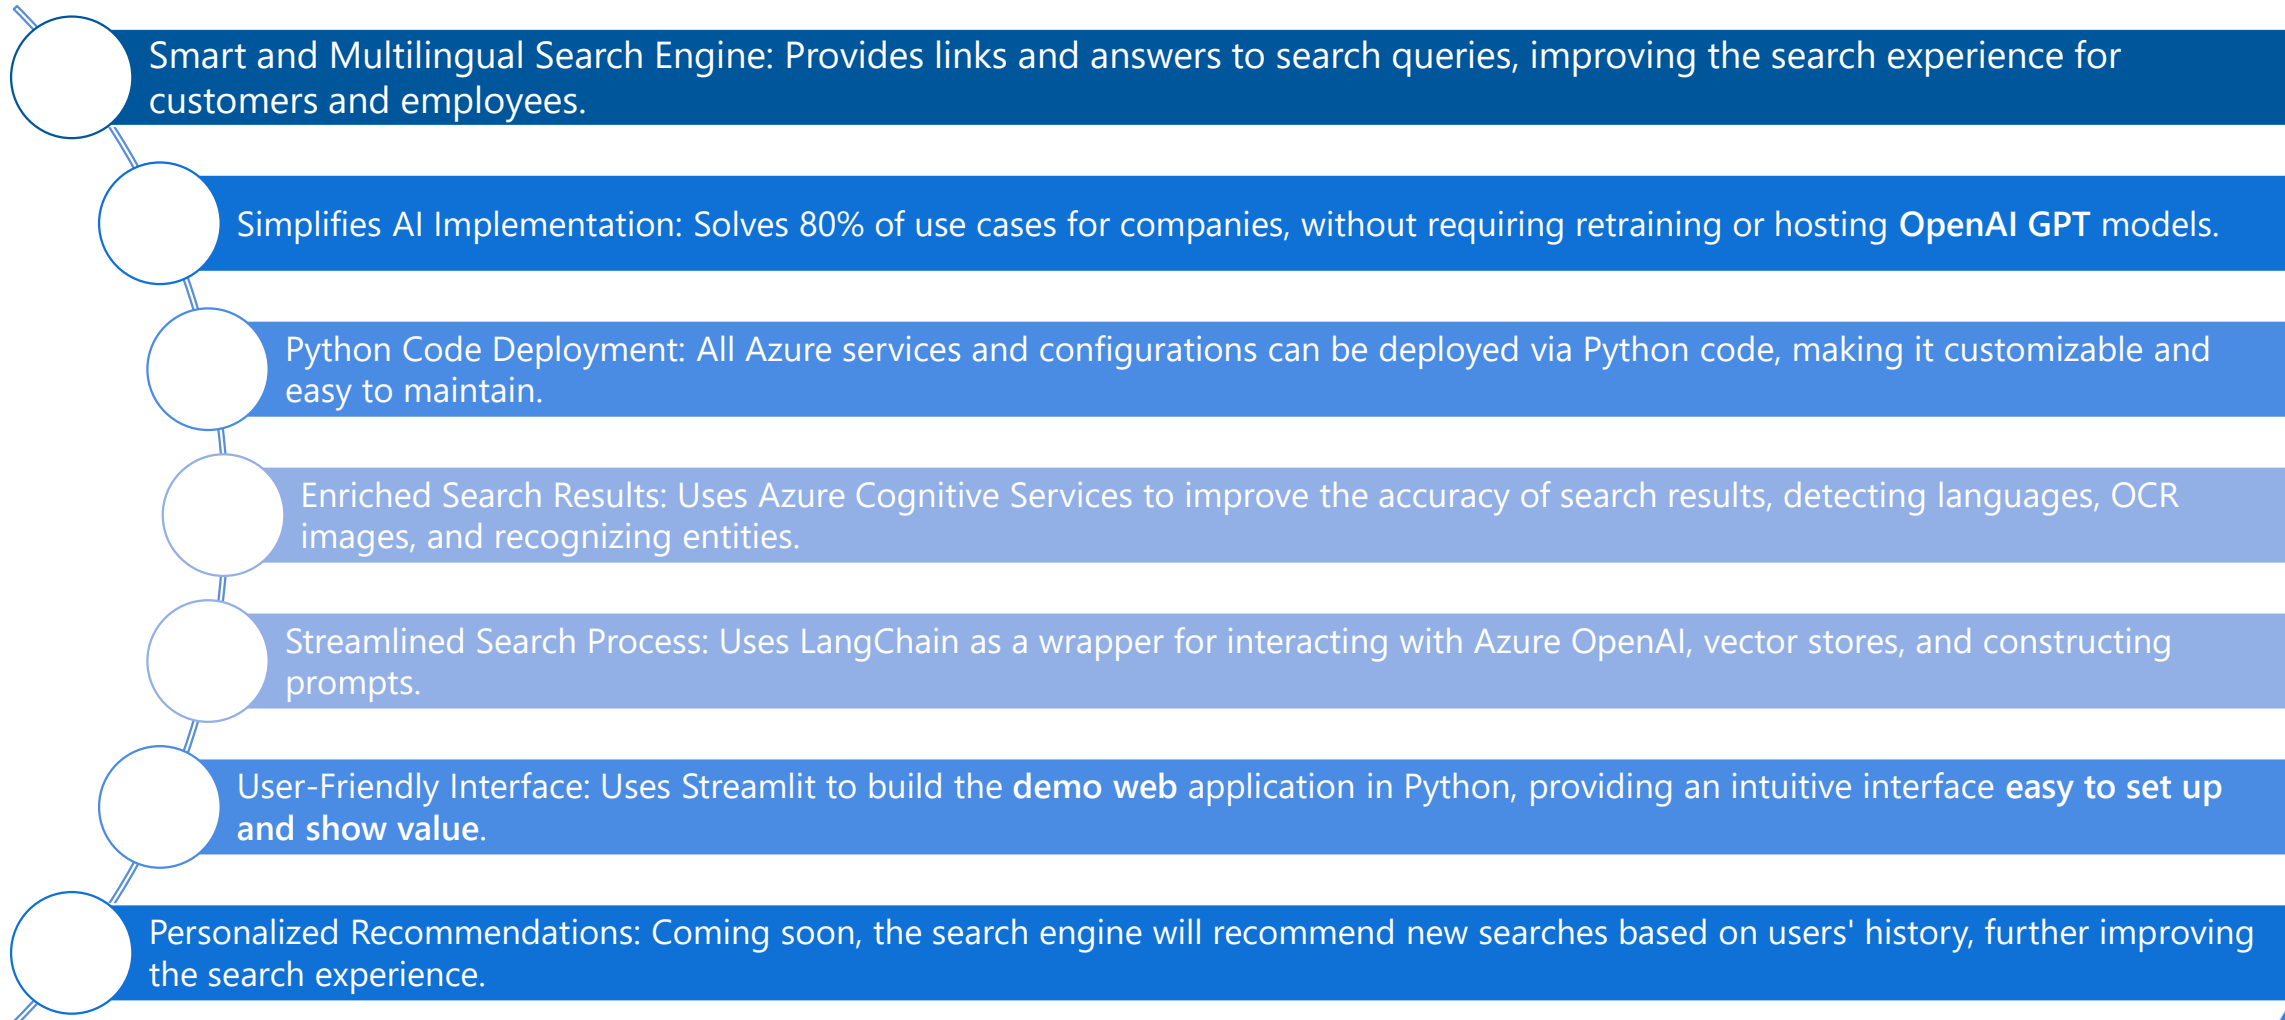 Smart and Multilingual Search Engine: Provides links and answers to search queries, improving the search experience for
customers and employees.
Simplifies AI Implementation: Solves 80% of use cases for companies, without requiring retraining or hosting OpenAI GPT models.
Python Code Deployment: All Azure services and configurations can be deployed via Python code, making it customizable and
easy to maintain.
Enriched Search Results: Uses Azure Cognitive Services to improve the accuracy of search results, detecting languages, OCR
images, and recognizing entities.
Streamlined Search Process: Uses LangChain as a wrapper for interacting with Azure OpenAI, vector stores, and constructing
prompts.
User-Friendly Interface: Uses Streamlit to build the demo web application in Python, providing an intuitive interface easy to set up
and show value.
Personalized Recommendations: Coming soon, the search engine will recommend new searches based on users' history, further improving
the search experience.